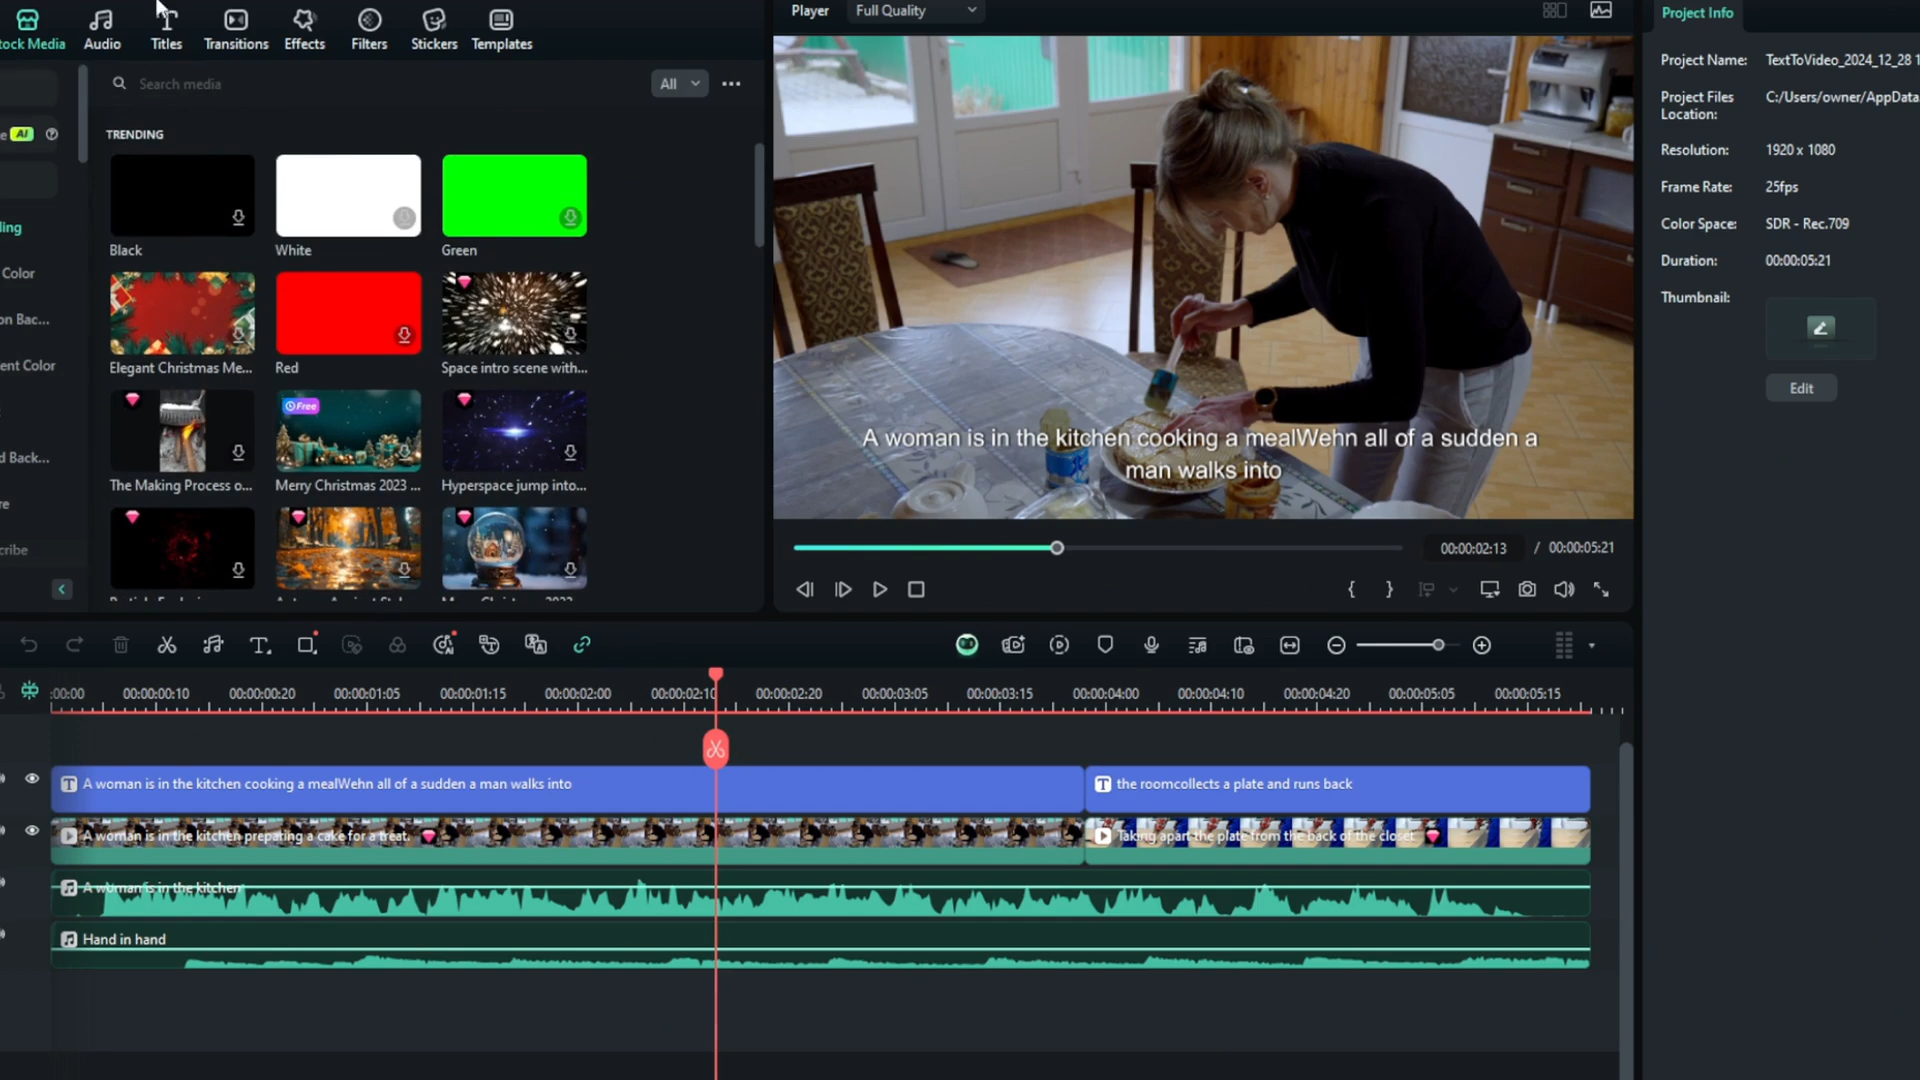 Stock Media
Audio
Titles
Transitions
Effects
Filters
Stickers
Templates
Player
Full Quality
Project Info
Search media
All
AI
TRENDING
Color
Black
White
Green
Elegant Christmas Me...
Red
Space intro scene with...
The Making Process o...
Free
Merry Christmas 2023 ...
Hyperspace jump into...
A woman is in the kitchen cooking a mealWehn all of a sudden a
man walks into
00:00:02:13 / 00:00:05:21
Project Name: TextToVideo_2024_12_28 1
Project Files
Location:
C:/Users/owner/AppData
Resolution: 1920 x 1080
Frame Rate: 25fps
Color Space: SDR - Rec.709
Duration: 00:00:05:21
Thumbnail:
Edit
:00:00
00:00:00:10
00:00:00:20
00:00:01:05
00:00:01:15
00:00:02:00
00:00:02:10
00:00:02:20
00:00:03:05
00:00:03:15
00:00:04:00
00:00:04:10
00:00:04:20
00:00:05:05
00:00:05:15
A woman is in the kitchen cooking a mealWehn all of a sudden a man walks into
the roomcollects a plate and runs back
A woman is in the kitchen preparing a cake for a treat.
Taking apart the plate from the back of the closet
A woman is in the kitchen
Hand in hand